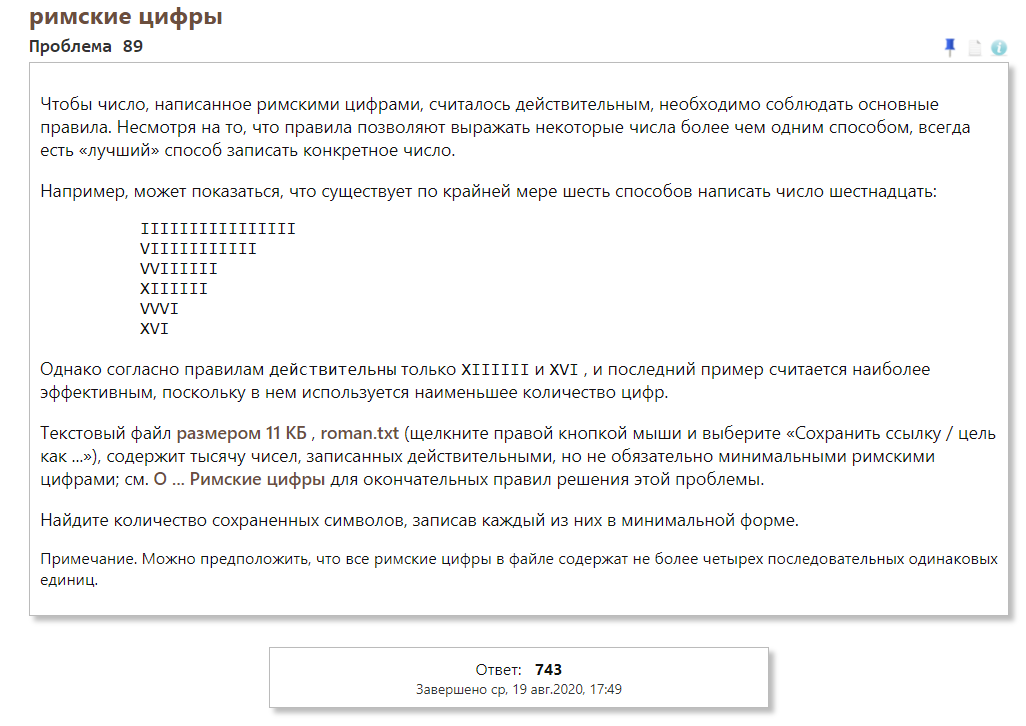 римские цифры
Проблема 89
Чтобы число, написанное римскими цифрами, считалось действительным, необходимо соблюдать основные
правила. Несмотря на то, что правила позволяют выражать некоторые числа более чем одним способом, всегда
есть «лучший» способ записать конкретное число.
Например, может показаться, что существует по крайней мере шесть способов написать число шестнадцать:
IIIIIIIIIIIIIIII
VIIIIIIIIIII
VVIIIIII
XIIIIII
VVVI
XVI
Однако согласно правилам действительны только XIIIIII и XVI , и последний пример считается наиболее
эффективным, поскольку в нем используется наименьшее количество цифр.
Текстовый файл размером 11 КБ , roman.txt (щелкните правой кнопкой мыши и выберите «Сохранить ссылку / цель
как ...»), содержит тысячу чисел, записанных действительными, но не обязательно минимальными римскими
цифрами; см. О ... Римские цифры для окончательных правил решения этой проблемы.
Найдите количество сохраненных символов, записав каждый из них в минимальной форме.
Примечание. Можно предположить, что все римские цифры в файле содержат не более четырех последовательных одинаковых
единиц.
Ответ: 743
Завершено ср, 19 авг.2020, 17:49